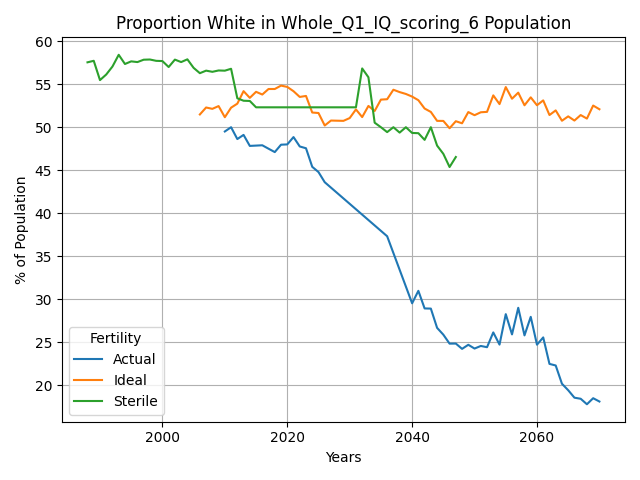 Proportion White in Whole_Q1_IQ_scoring_6 Population
% of Population
60
55
50
45
40
35
30
25
20
Fertility
Actual
Ideal
Sterile
2000
2020
2040
2060
Years